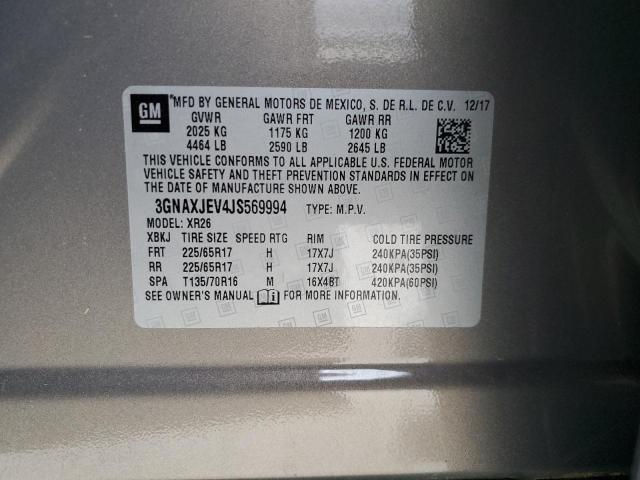 GM
*MFD BY GENERAL MOTORS DE MEXICO, S. DE R.L. DE C.V. 12/17
GVWR GAWR FRT GAWR RR
2025 KG 1175 KG 1200 KG
4464 LB 2590 LB 2645 LB
THIS VEHICLE CONFORMS TO ALL APPLICABLE U.S. FEDERAL MOTOR
VEHICLE SAFETY AND THEFT PREVENTION STANDARDS IN EFFECT ON THE
DATE OF MANUFACTURE SHOWN ABOVE.
3GNAXJEV4JS569994 TYPE: M.P.V.
MODEL: XR26
XBKJ TIRE SIZE SPEED RTG RIM COLD TIRE PRESSURE
FRT 225/65R17 H 17X7J 240KPA(35PSI)
RR 225/65R17 H 17X7J 240KPA(35PSI)
SPA T135/70R16 M 16X4BT 420KPA(60PSI)
SEE OWNER'S MANUAL FOR MORE INFORMATION.